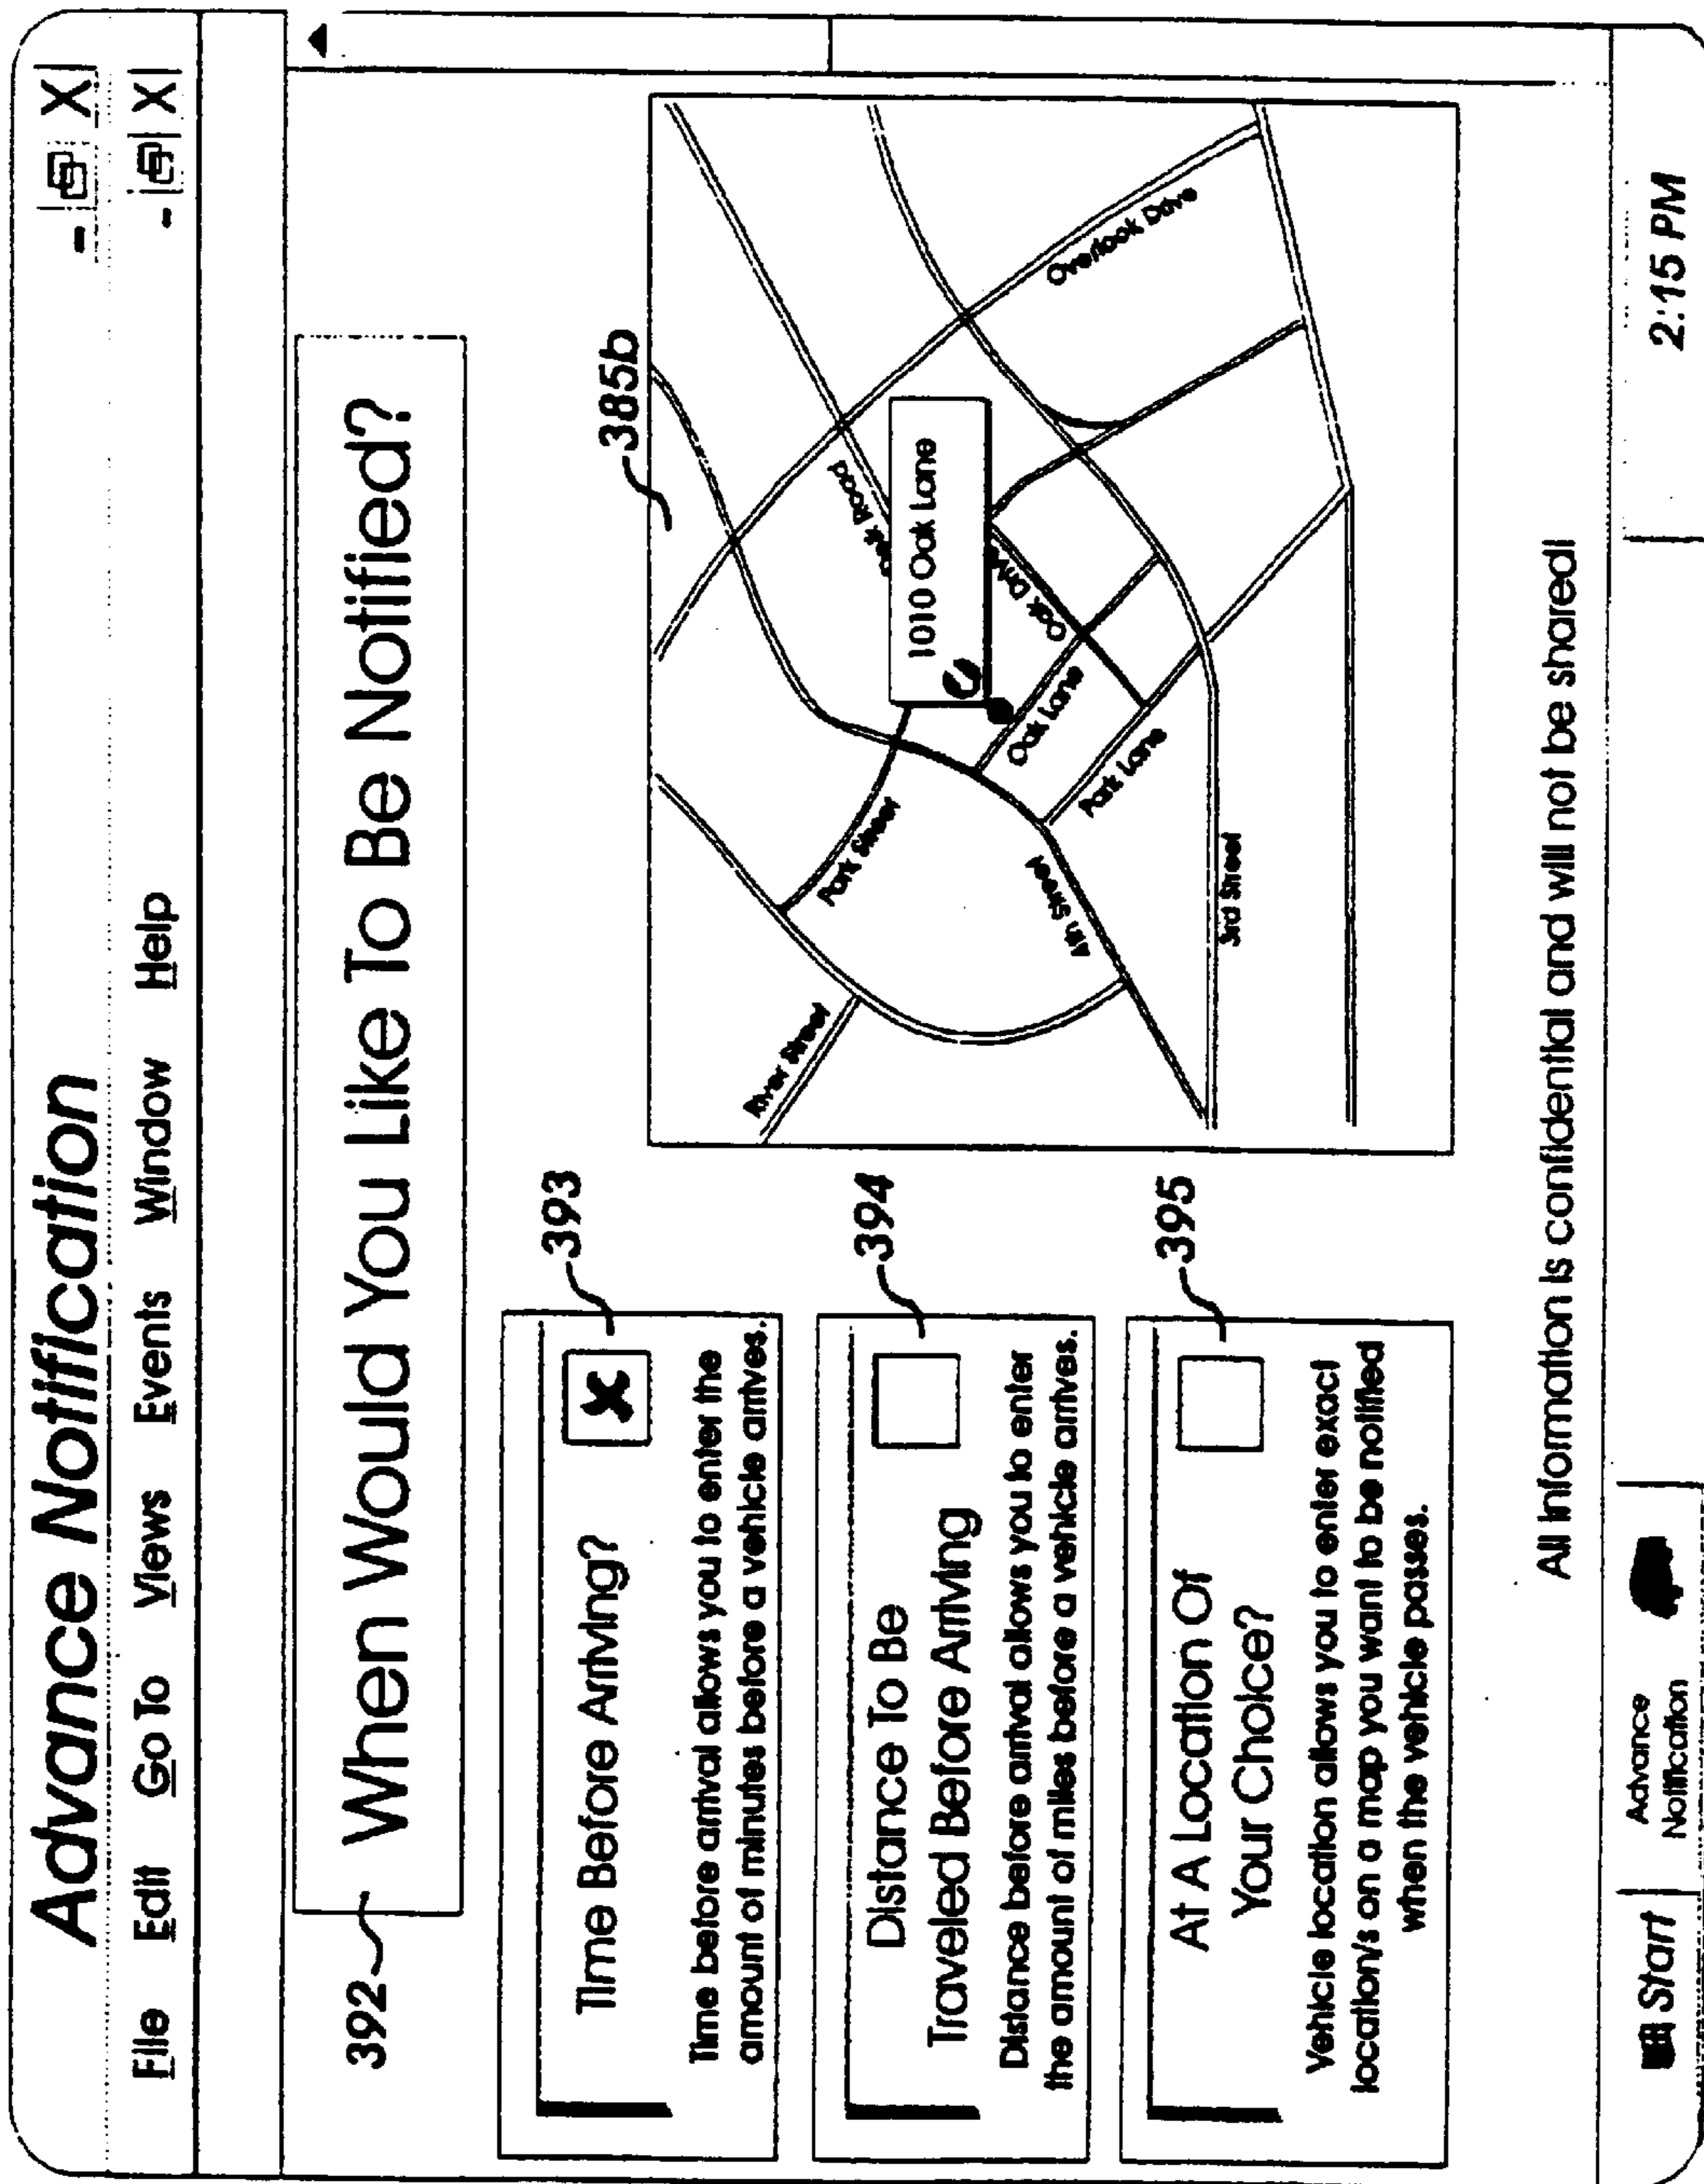 Advance Notification
File Edit Go To Views Events Window Help
392
When Would You Like To Be Notified?
393
Time Before Arriving?
Time before arrival allows you to enter the
amount of minutes before a vehicle arrives.
394
Distance To Be
Traveled Before Arriving
Distance before arrival allows you to enter
the amount of miles before a vehicle arrives.
395
At A Location Of
Your Choice?
Vehicle location allows you to enter exact
location/s on a map you want to be notified
when the vehicle passes.
385b
River Street
Park Street
4th Street
3rd Street
Park Lane
Oak Lane
Oak Drive
Road
1010 Oak Lane
Overlook Drive
All information is confidential and will not be shared!
Start
Advance
Notification
2:15 PM